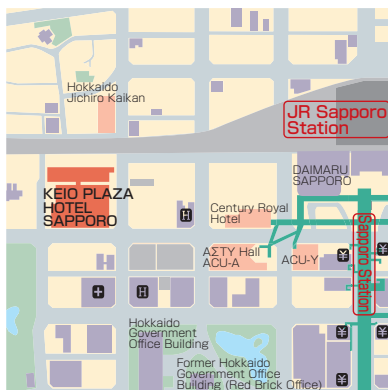 Hokkaido
Jichiro Kaikan
JR Sapporo
Station
DAIMARU
SAPPORO
KEIO PLAZA
HOTEL
SAPPORO
H
Century Royal
Hotel
Sapporo Station
ΑΣΤΥ Hall
ACU-A
ACU-Y
¥
¥
H
Hokkaido
Government
Office Building
¥
¥
Former Hokkaido
Government Office
Building (Red Brick Office)
¥